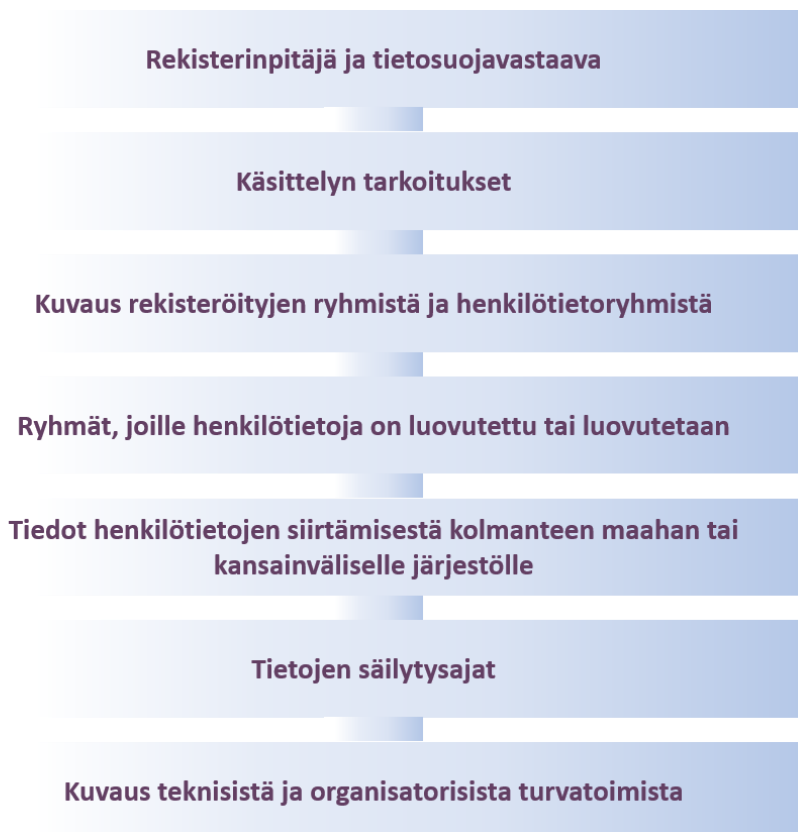 Rekisterinpitäjä ja tietosuojavastaava
Käsittelyn tarkoitukset
Kuvaus rekisteröityjen ryhmistä ja henkilötietoryhmistä
Ryhmät, joille henkilötietoja on luovutettu tai luovutetaan
Tiedot henkilötietojen siirtämisestä kolmanteen maahan tai
kansainväliselle järjestölle
Tietojen säilytysajat
Kuvaus teknisistä ja organisatorisista turvatoimista